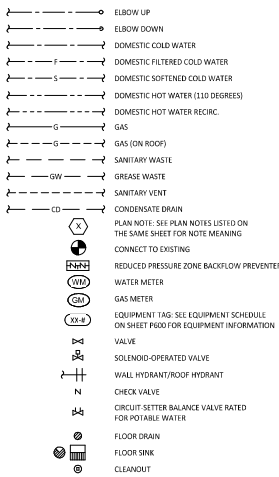 ELBOW UP
ELBOW DOWN
DOMESTIC COLD WATER
F DOMESTIC FILTERED COLD WATER
S DOMESTIC SOFTENED COLD WATER
DOMESTIC HOT WATER (110 DEGREES)
DOMESTIC HOT WATER RECIRC.
G GAS
G GAS (ON ROOF)
SANITARY WASTE
GW GREASE WASTE
SANITARY VENT
CD CONDENSATE DRAIN
X PLAN NOTE: SEE PLAN NOTES LISTED ON
THE SAME SHEET FOR NOTE MEANING
CONNECT TO EXISTING
REDUCED PRESSURE ZONE BACKFLOW PREVENTER
WM WATER METER
GM GAS METER
XX-# EQUIPMENT TAG: SEE EQUIPMENT SCHEDULE
ON SHEET P600 FOR EQUIPMENT INFORMATION
VALVE
SOLENOID-OPERATED VALVE
WALL HYDRANT/ROOF HYDRANT
CHECK VALVE
CIRCUIT-SETTER BALANCE VALVE RATED
FOR POTABLE WATER
FLOOR DRAIN
FLOOR SINK
CLEANOUT